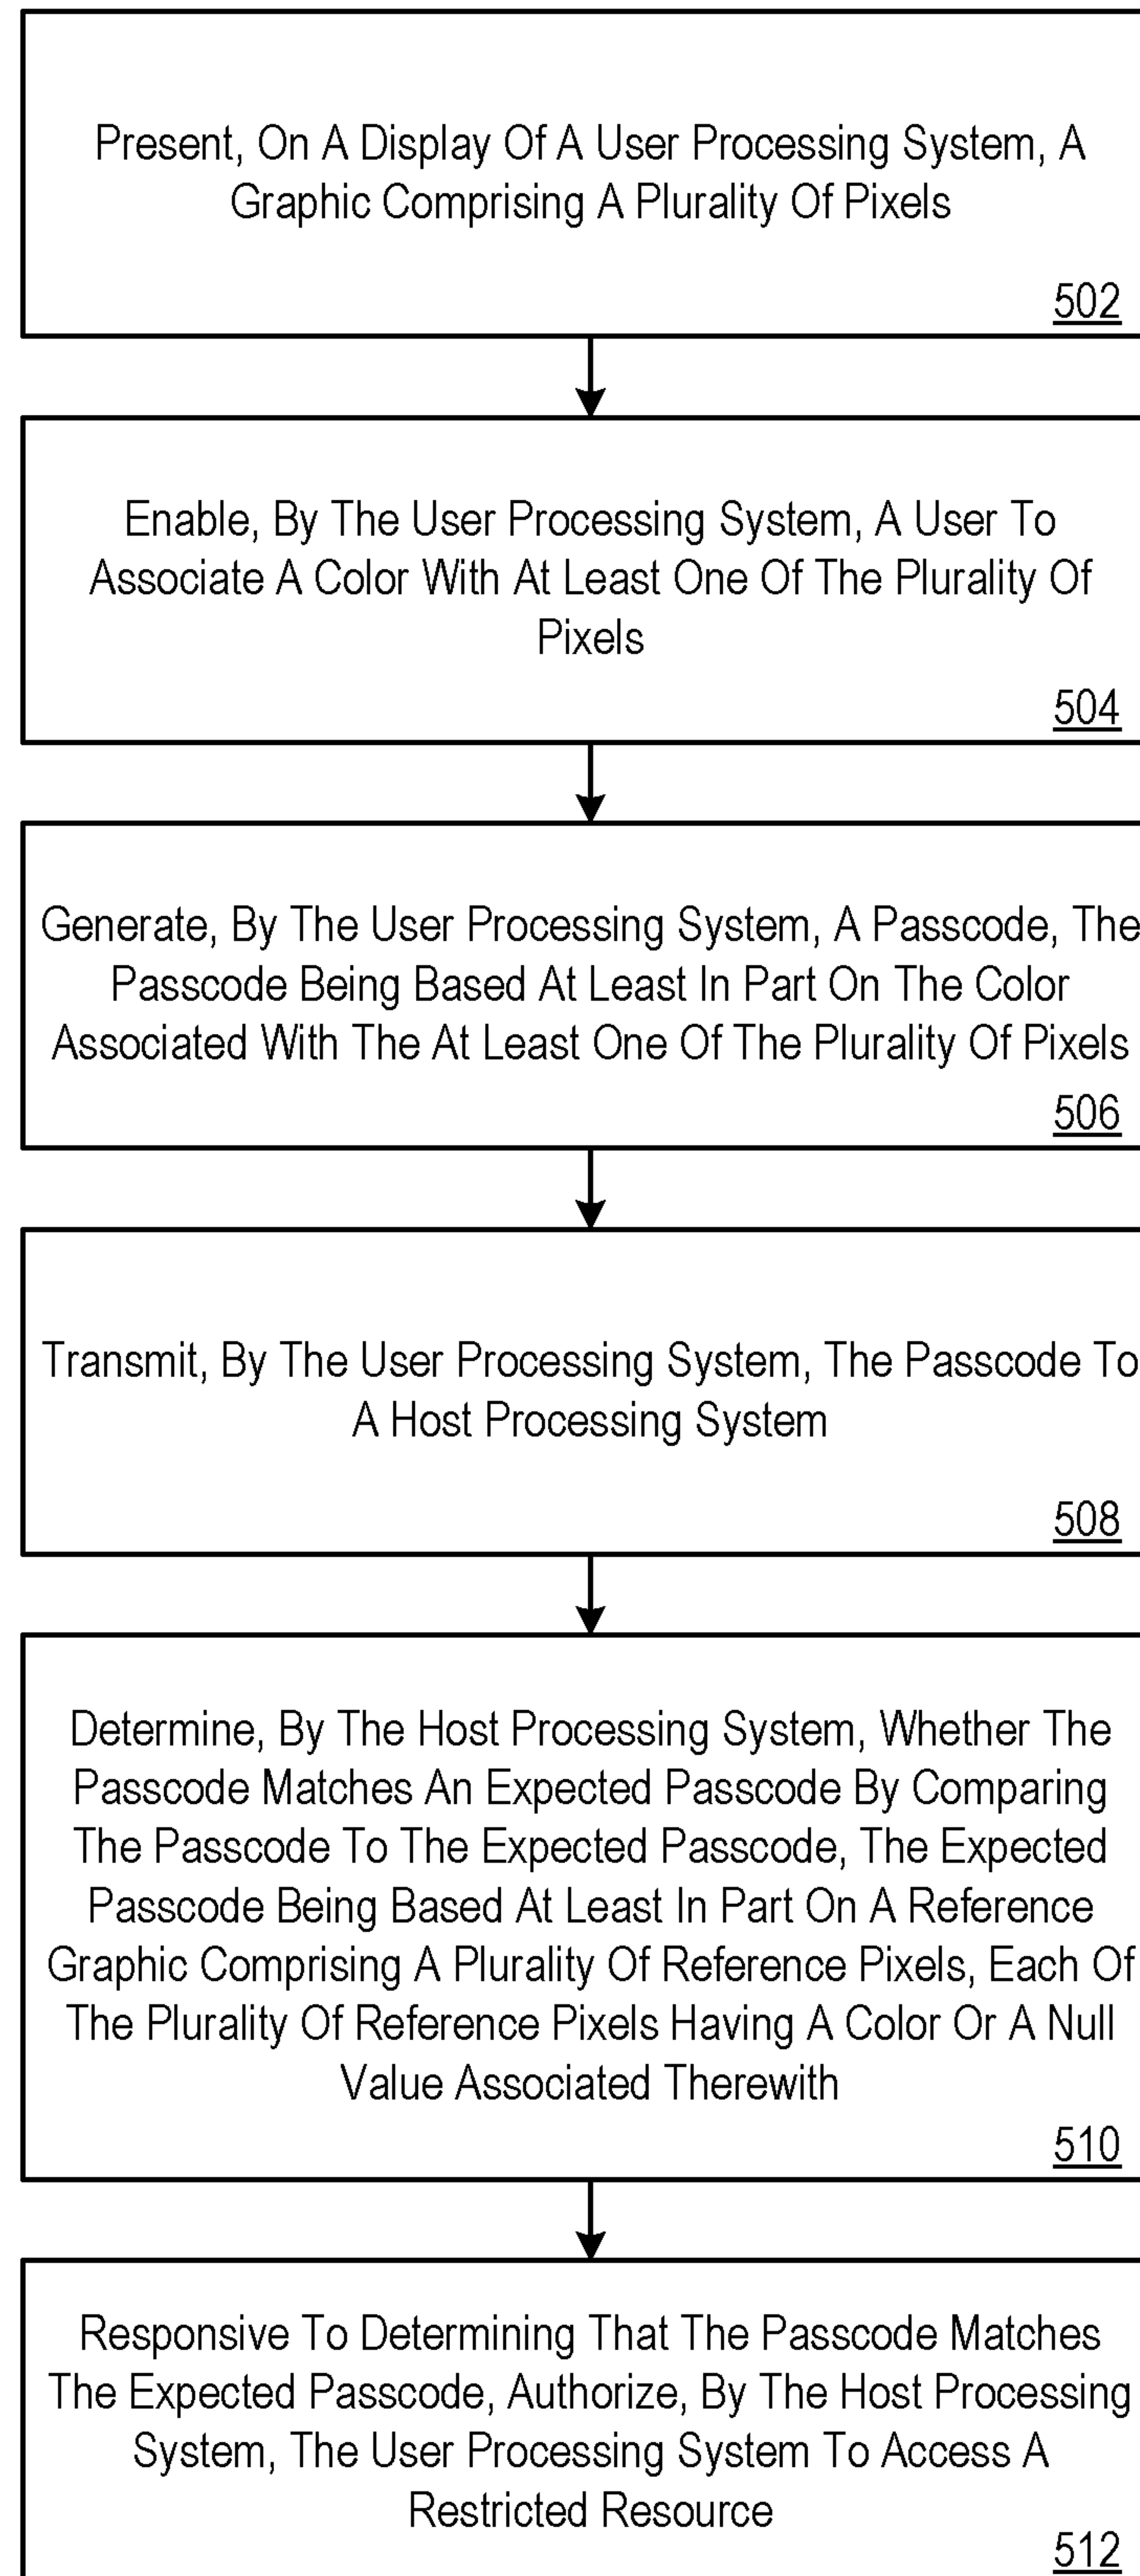 Present, On A Display Of A User Processing System, A
Graphic Comprising A Plurality Of Pixels
502
Enable, By The User Processing System, A User To
Associate A Color With At Least One Of The Plurality Of
Pixels
504
Generate, By The User Processing System, A Passcode, The
Passcode Being Based At Least In Part On The Color
Associated With The At Least One Of The Plurality Of Pixels
506
Transmit, By The User Processing System, The Passcode To
A Host Processing System
508
Determine, By The Host Processing System, Whether The
Passcode Matches An Expected Passcode By Comparing
The Passcode To The Expected Passcode, The Expected
Passcode Being Based At Least In Part On A Reference
Graphic Comprising A Plurality Of Reference Pixels, Each Of
The Plurality Of Reference Pixels Having A Color Or A Null
Value Associated Therewith
510
Responsive To Determining That The Passcode Matches
The Expected Passcode, Authorize, By The Host Processing
System, The User Processing System To Access A
Restricted Resource
512